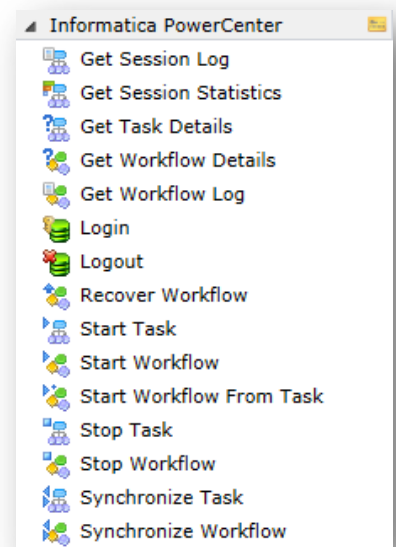 Informatica PowerCenter
Get Session Log
Get Session Statistics
Get Task Details
Get Workflow Details
Get Workflow Log
Login
Logout
Recover Workflow
Start Task
Start Workflow
Start Workflow From Task
Stop Task
Stop Workflow
Synchronize Task
Synchronize Workflow